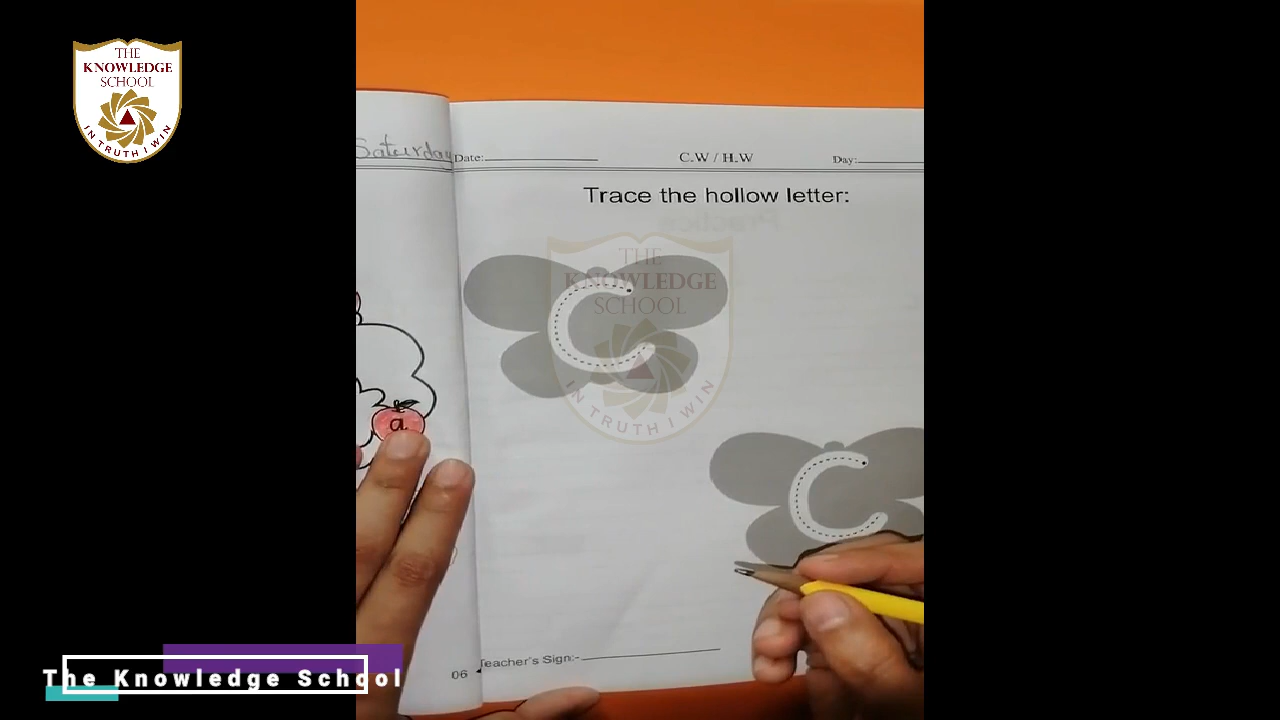 THE
KNOWLEDGE
SCHOOL
IN TRUTH I WIN
Saturday
Date:
C.W / H.W
Day:
Trace the hollow letter:
THE
KNOWLEDGE
SCHOOL
IN TRUTH I WIN
C
a
C
Teacher's Sign:-
06
The Knowledge School